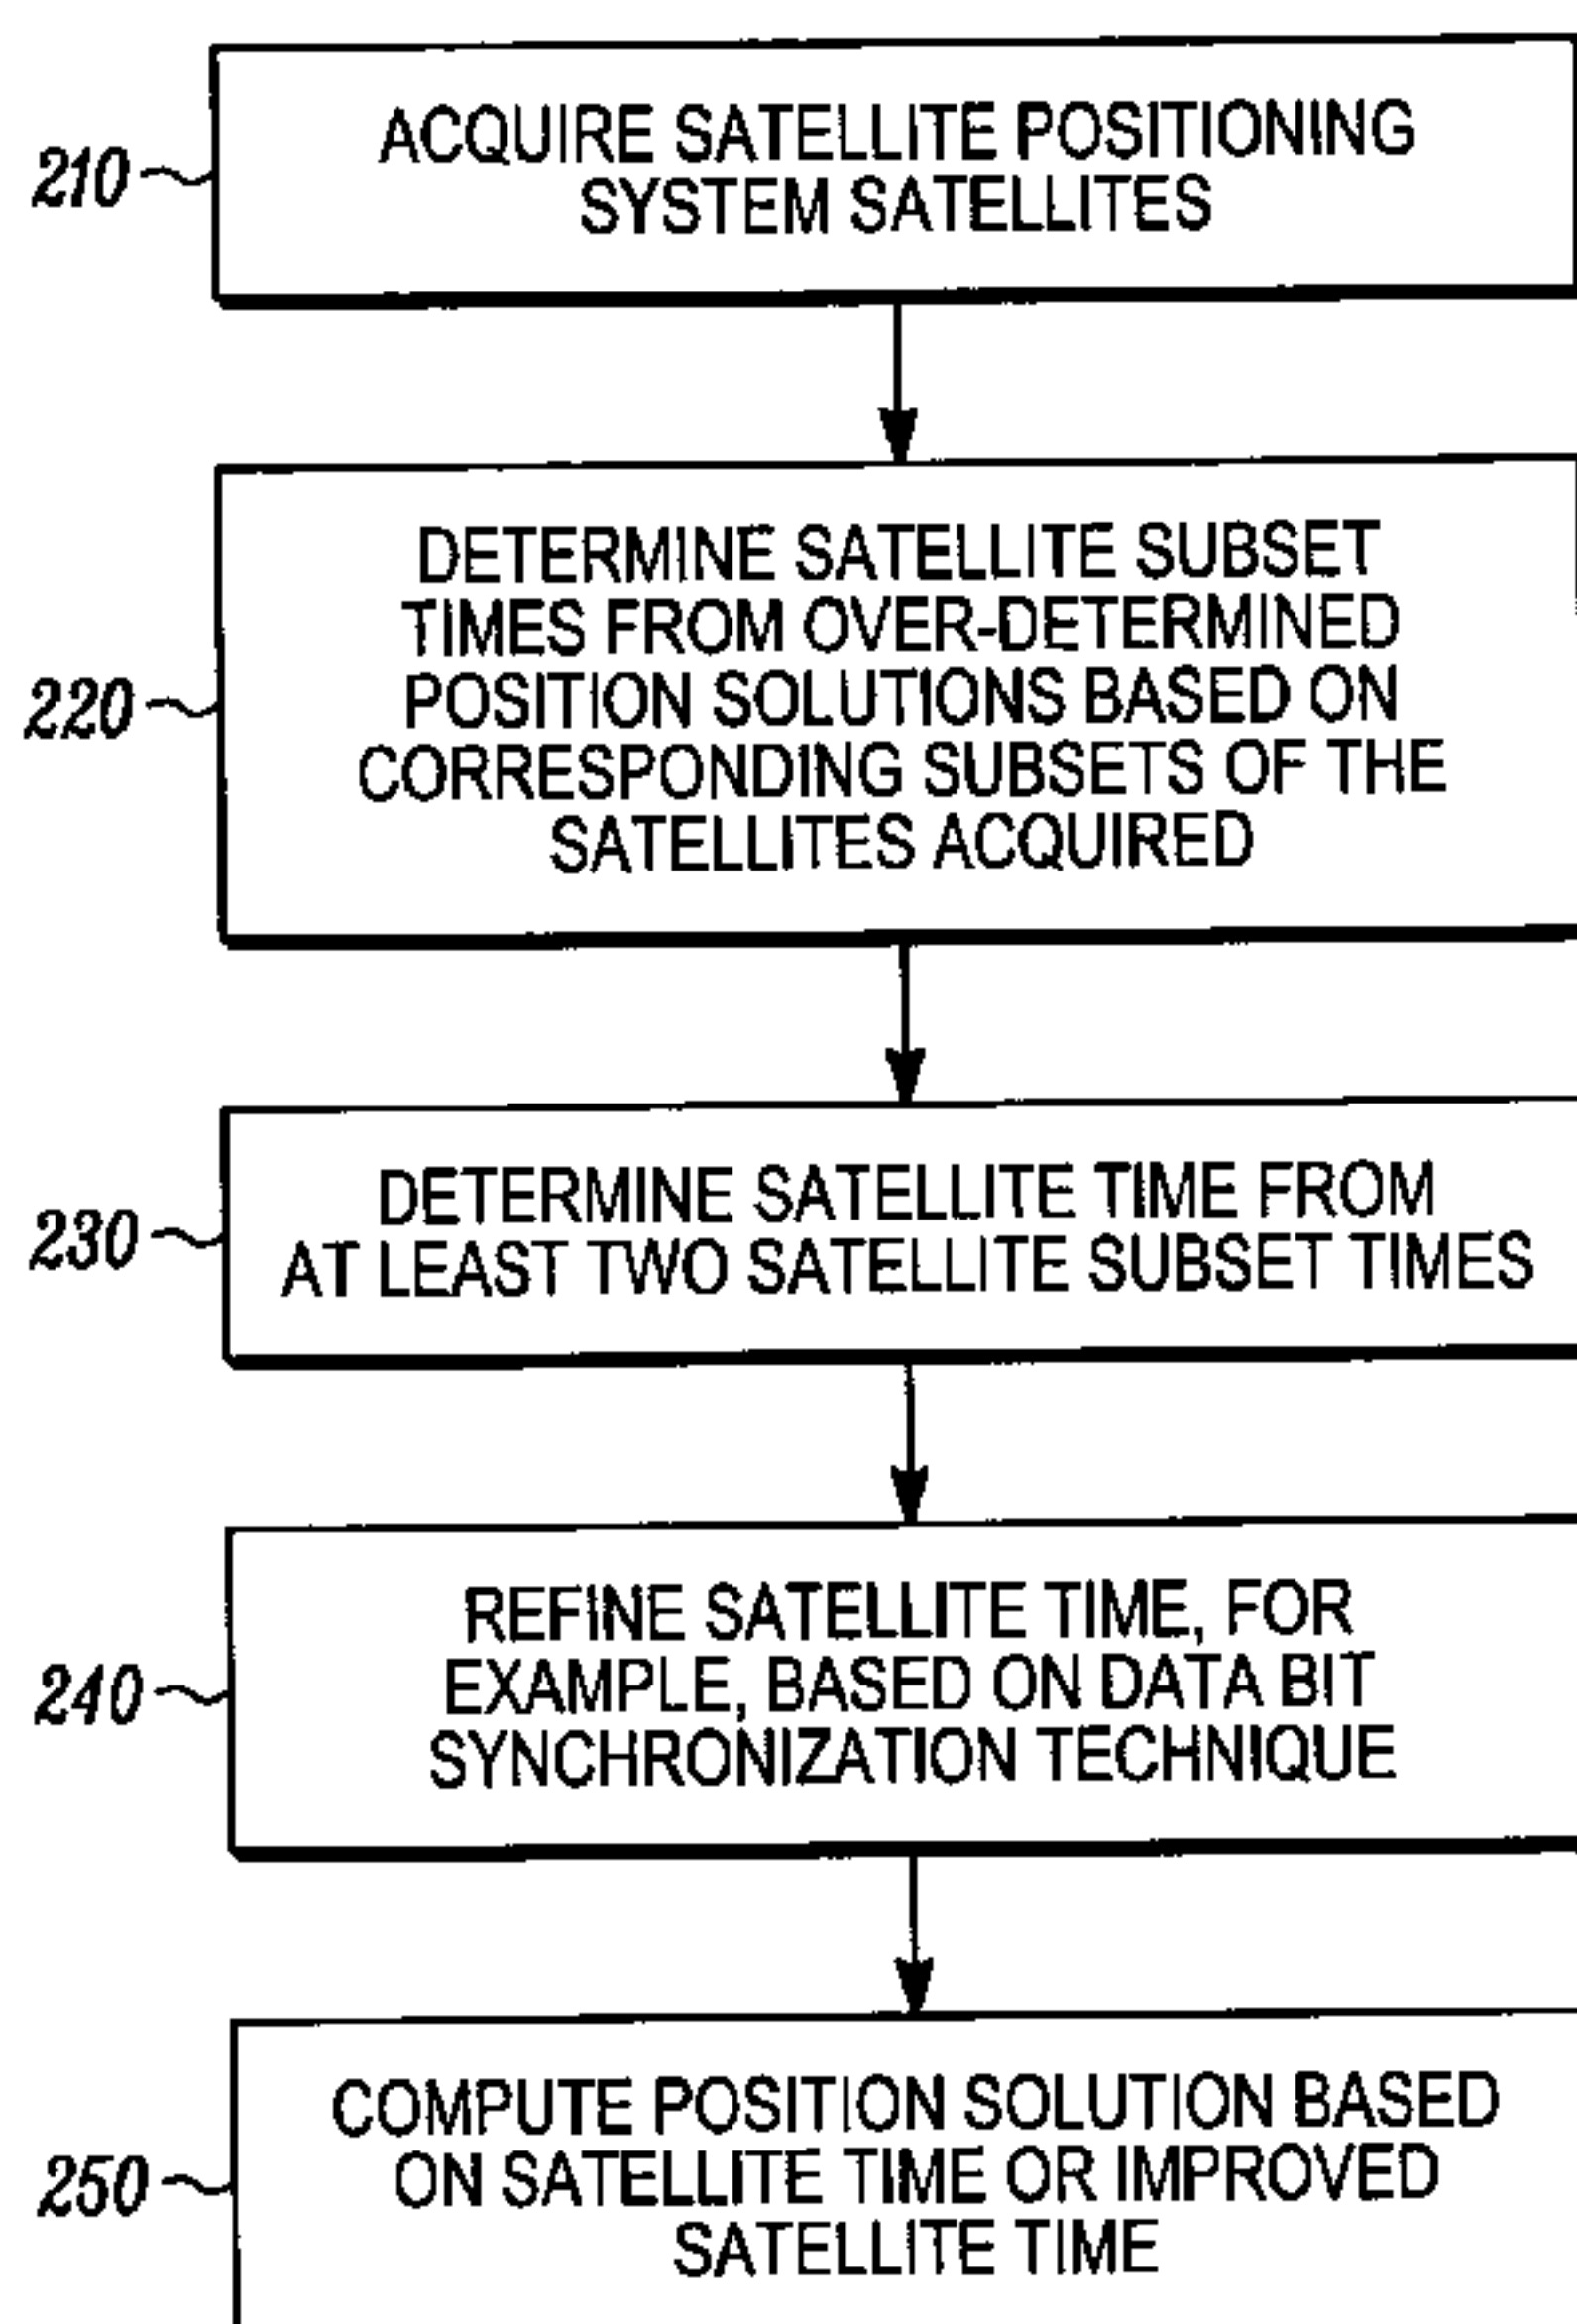 210
ACQUIRE SATELLITE POSITIONING
SYSTEM SATELLITES
220
DETERMINE SATELLITE SUBSET
TIMES FROM OVER-DETERMINED
POSITION SOLUTIONS BASED ON
CORRESPONDING SUBSETS OF THE
SATELLITES ACQUIRED
230
DETERMINE SATELLITE TIME FROM
AT LEAST TWO SATELLITE SUBSET TIMES
240
REFINE SATELLITE TIME, FOR
EXAMPLE, BASED ON DATA BIT
SYNCHRONIZATION TECHNIQUE
250
COMPUTE POSITION SOLUTION BASED
ON SATELLITE TIME OR IMPROVED
SATELLITE TIME